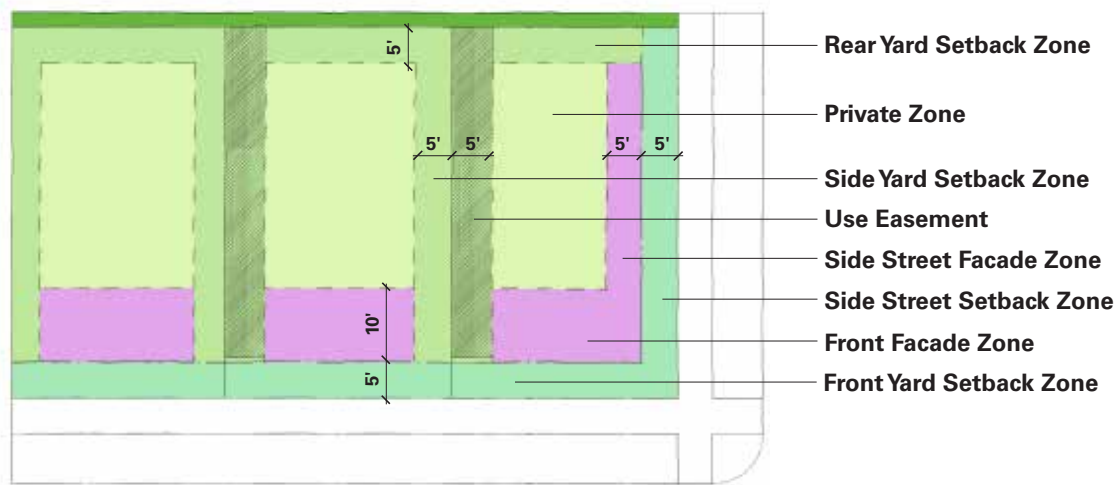 5'
Rear Yard Setback Zone
Private Zone
5' 5' 5' 5'
Side Yard Setback Zone
Use Easement
Side Street Facade Zone
Side Street Setback Zone
10'
Front Facade Zone
5'
Front Yard Setback Zone